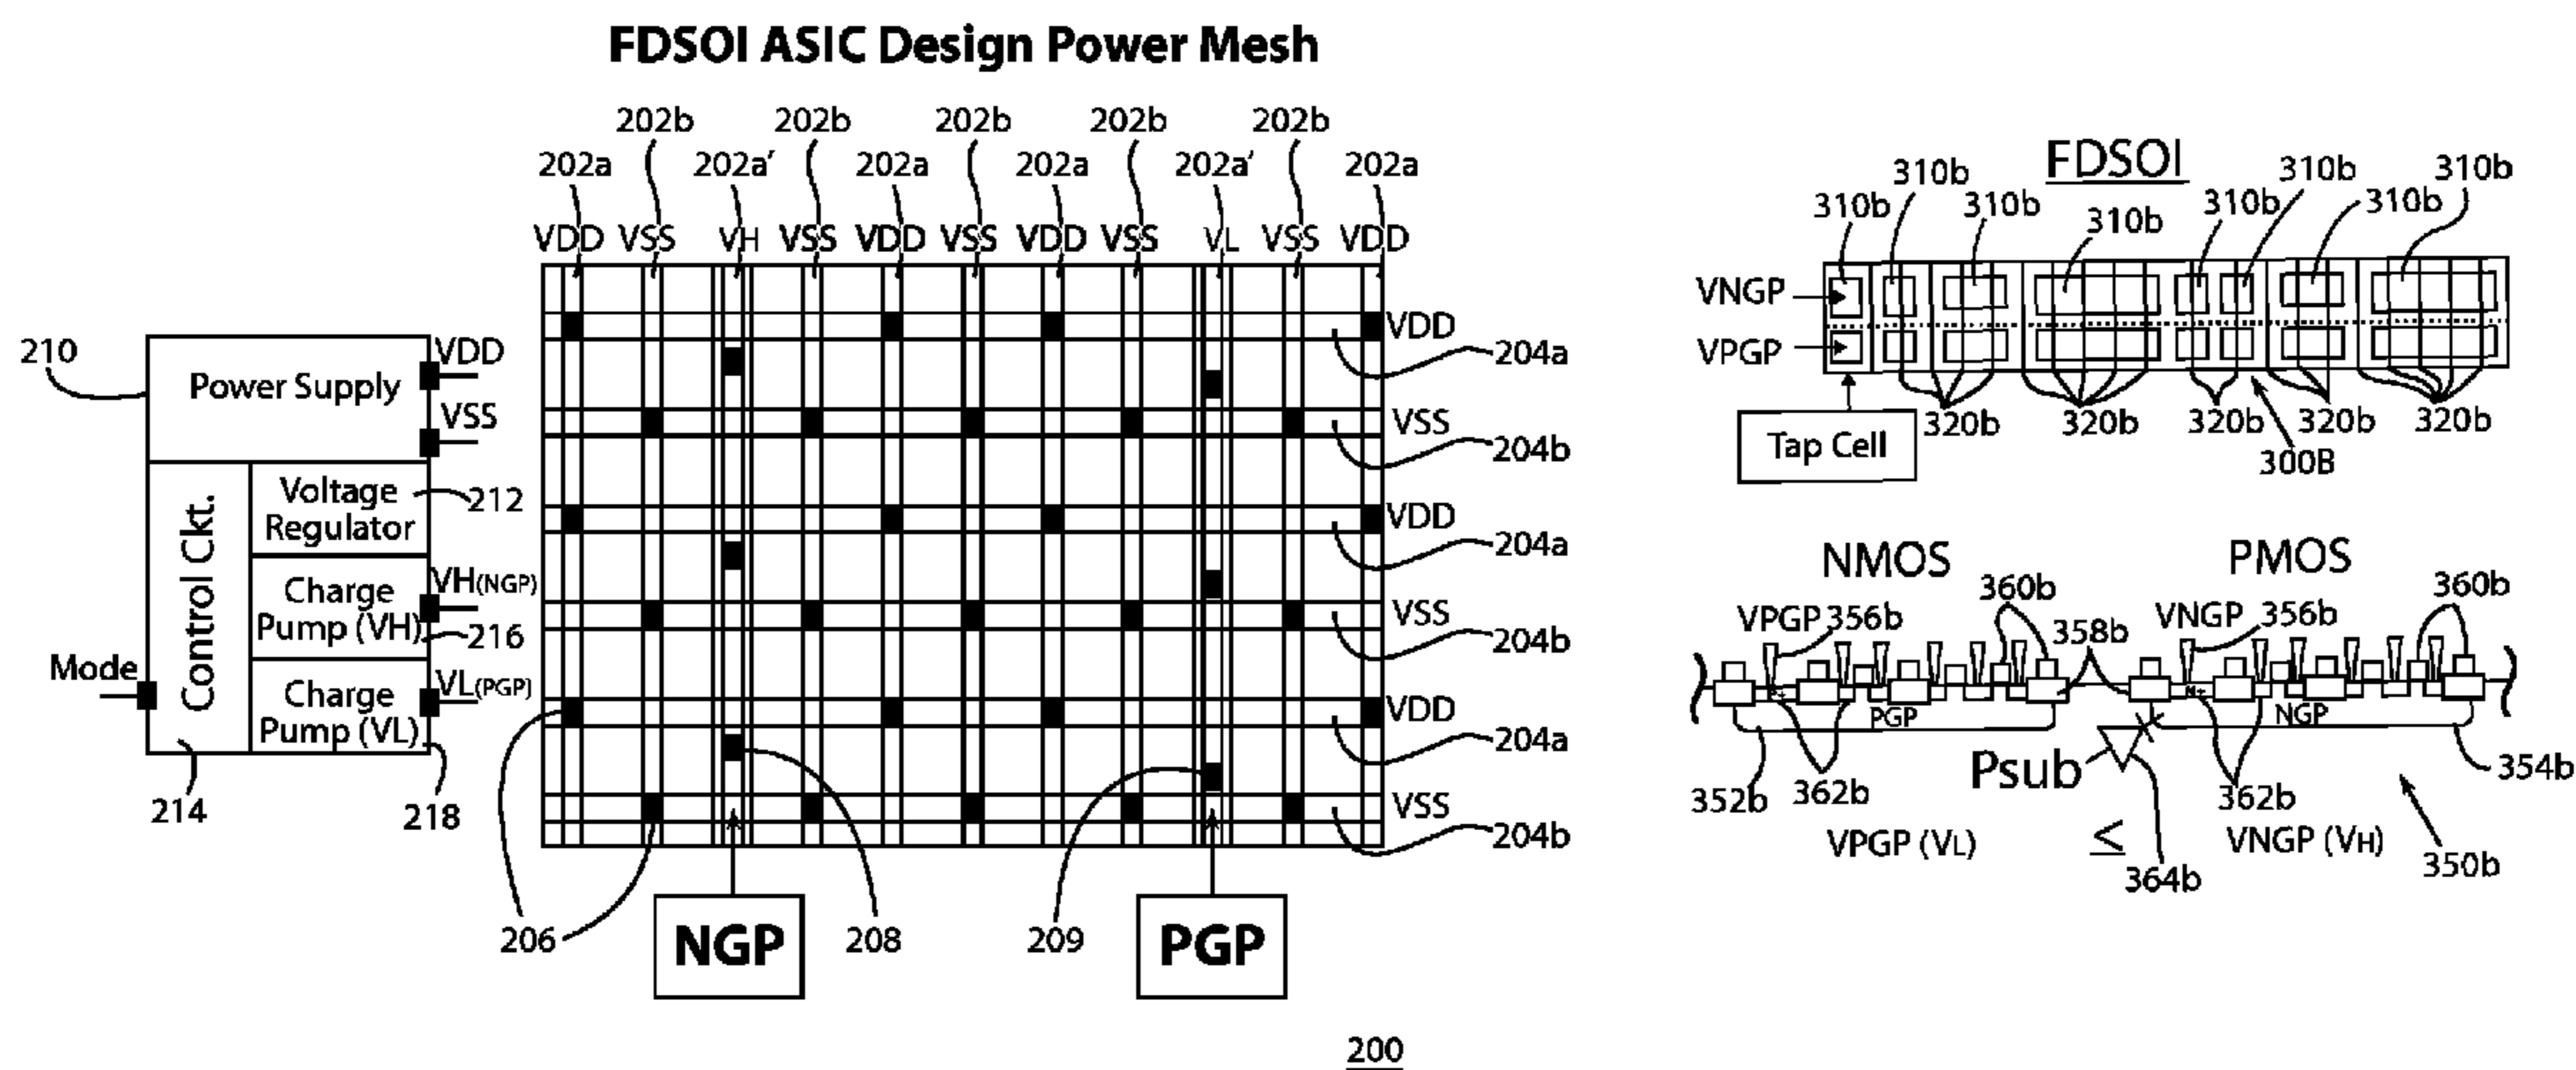 FDSOI ASIC Design Power Mesh
202b 202b 202b 202b 202b
202a 202a' 202a 202a 202a' 202a
VDD VSS VH VSS VDD VSS VDD VSS VL VSS VDD
VDD
204a
VSS
204b
VDD
204a
VSS
204b
VDD
204a
VSS
204b
210
Power Supply
VDD
VSS
Voltage
Regulator
212
Control Ckt.
Charge
Pump (VH)
VH(NGP)
216
Mode
Charge
Pump (VL)
VL(PGP)
214
218
206
NGP
208
209
PGP
200
FDSOI
310b 310b 310b 310b 310b 310b 310b 310b
VNGP
VPGP
Tap Cell
320b 320b 320b 320b 320b
300B
NMOS PMOS
360b 360b
VPGP 356b 358b VNGP 356b
N+
PGP NGP
Psub
352b 362b 362b 354b
VPGP (VL) ≤ VNGP (VH)
364b 350b